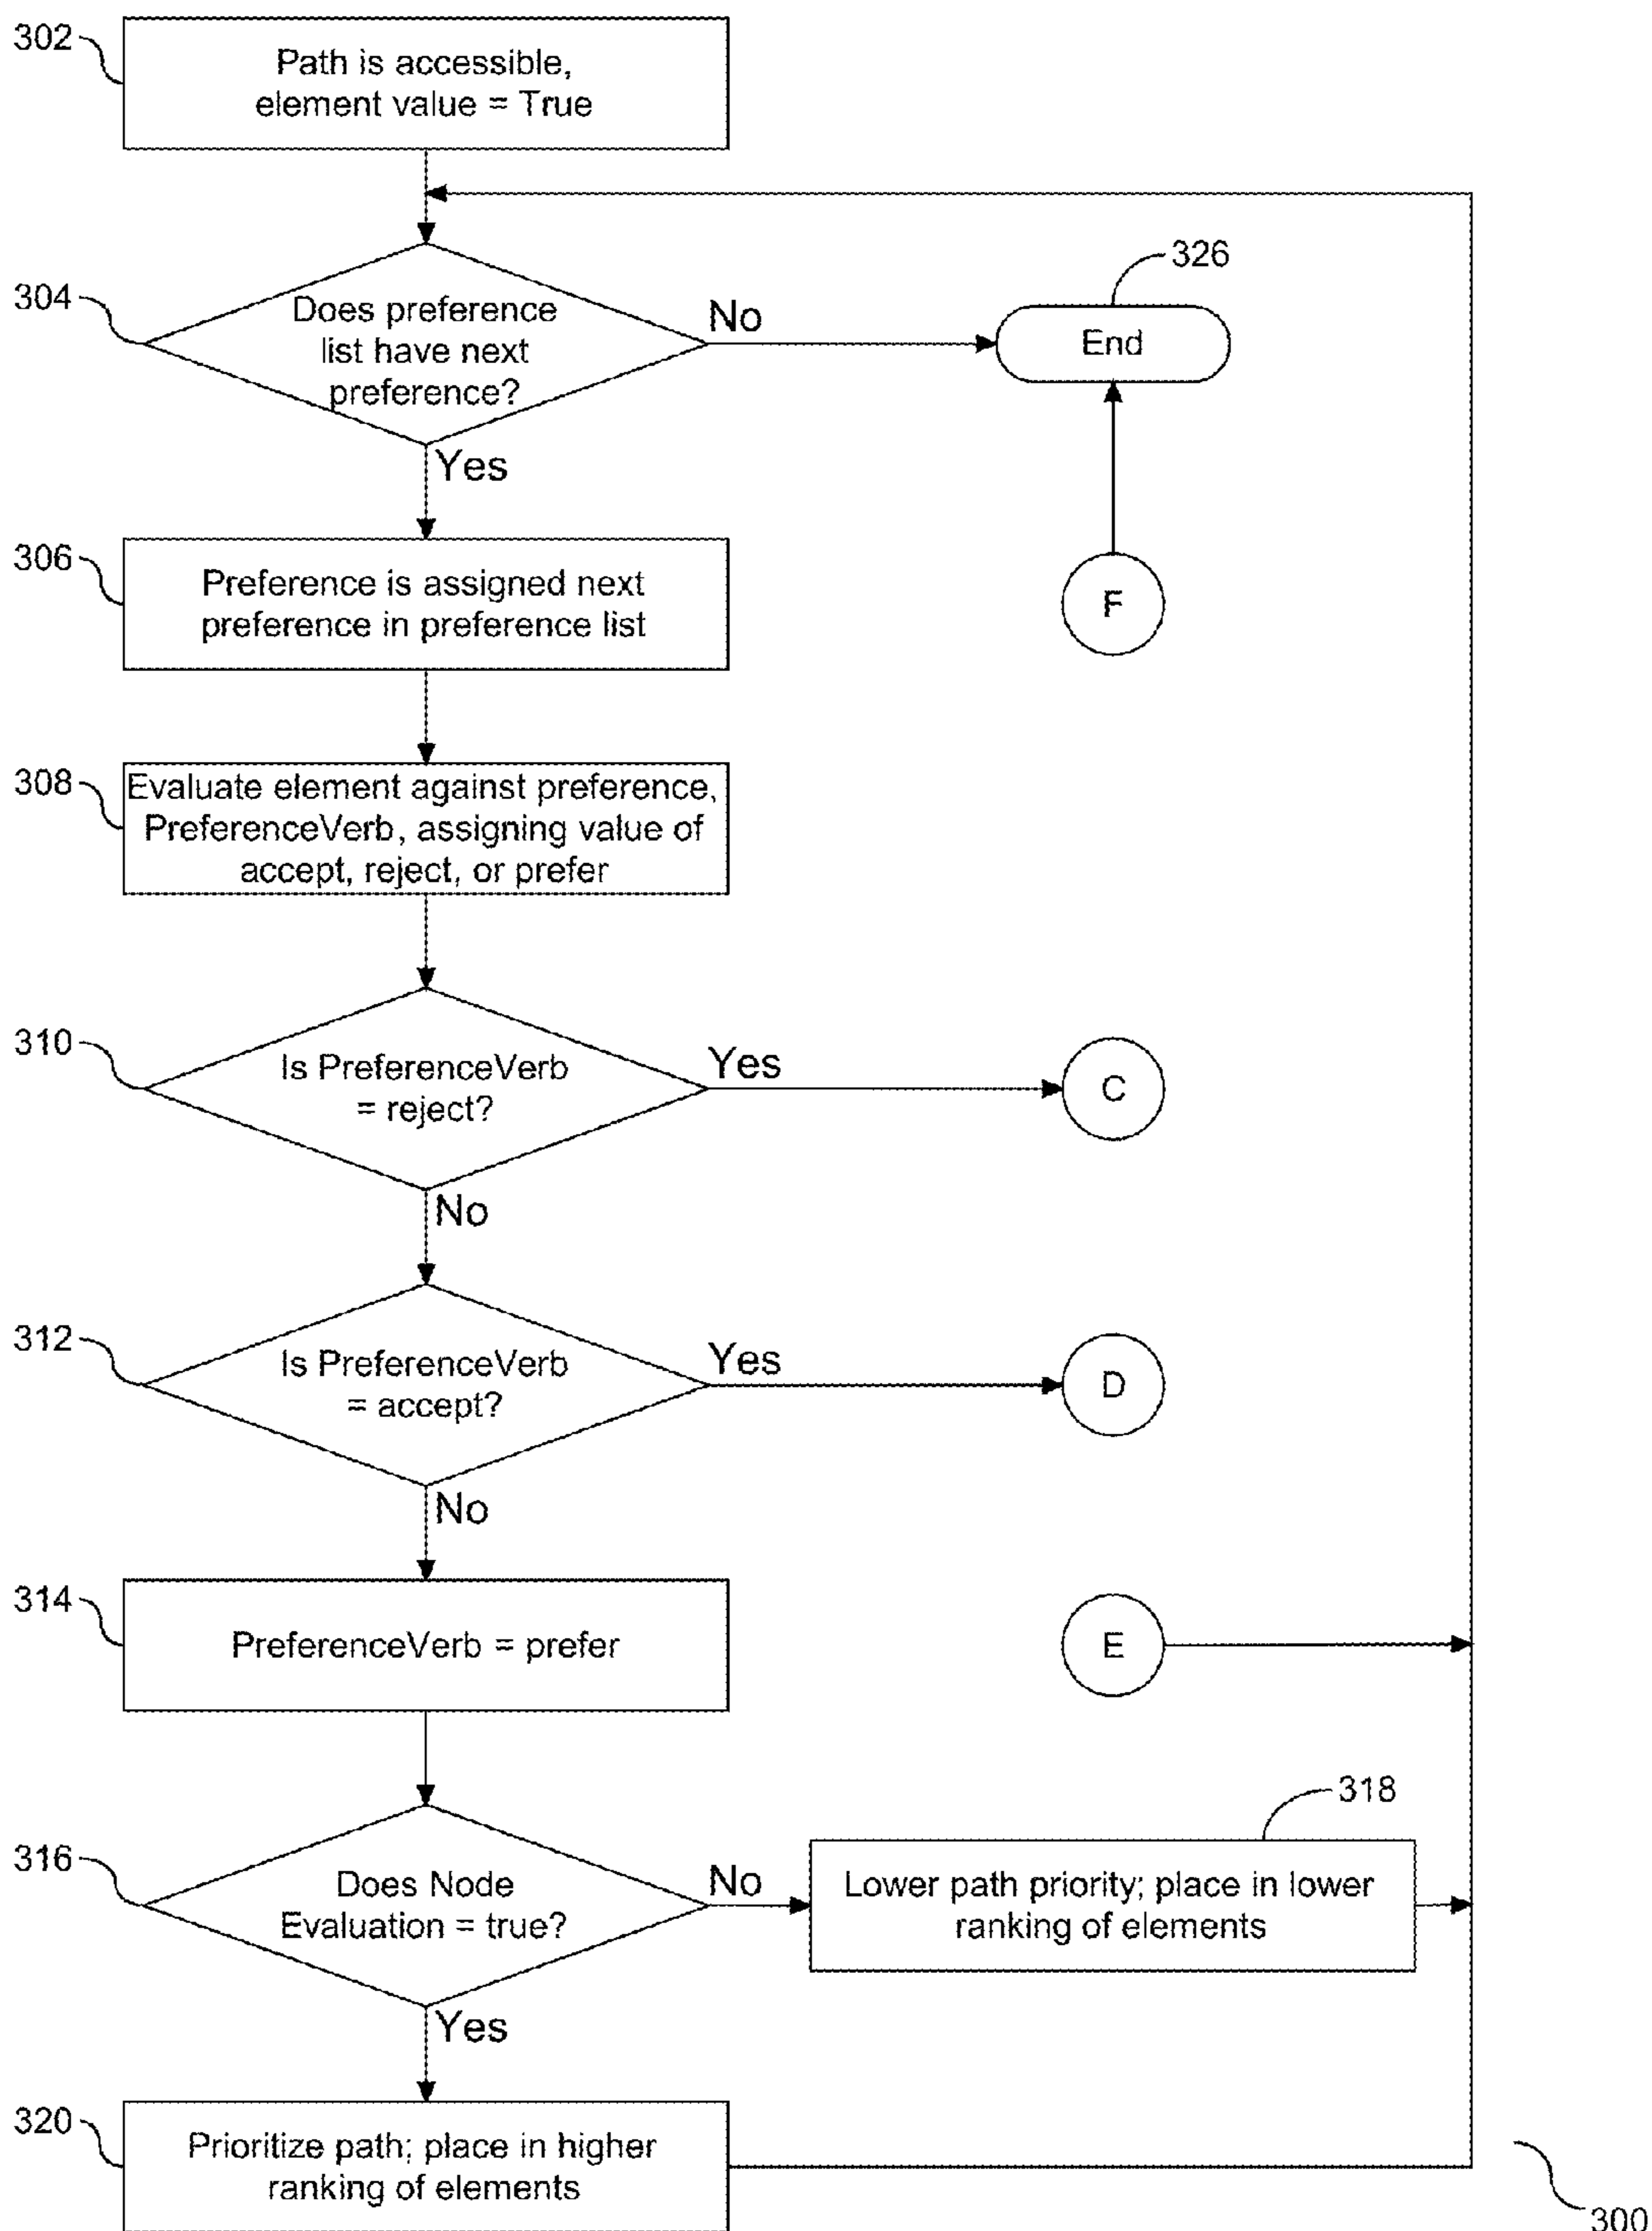 302
Path is accessible,
element value = True
304
Does preference
list have next
preference?
No
326
End
Yes
306
Preference is assigned next
preference in preference list
F
308
Evaluate element against preference,
PreferenceVerb, assigning value of
accept, reject, or prefer
310
Is PreferenceVerb
= reject?
Yes
C
No
312
Is PreferenceVerb
= accept?
Yes
D
No
314
PreferenceVerb = prefer
E
316
Does Node
Evaluation = true?
No
318
Lower path priority; place in lower
ranking of elements
Yes
320
Prioritize path; place in higher
ranking of elements
300